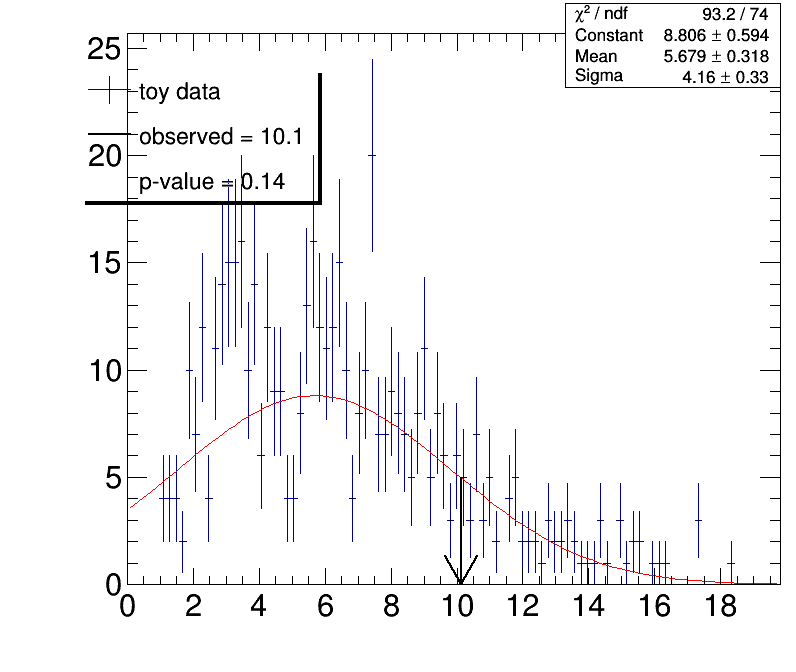 χ² / ndf 93.2 / 74
Constant 8.806 ± 0.594
Mean 5.679 ± 0.318
Sigma 4.16 ± 0.33
25
toy data
observed = 10.1
20
p-value = 0.14
15
10
5
0
0 2 4 6 8 10 12 14 16 18